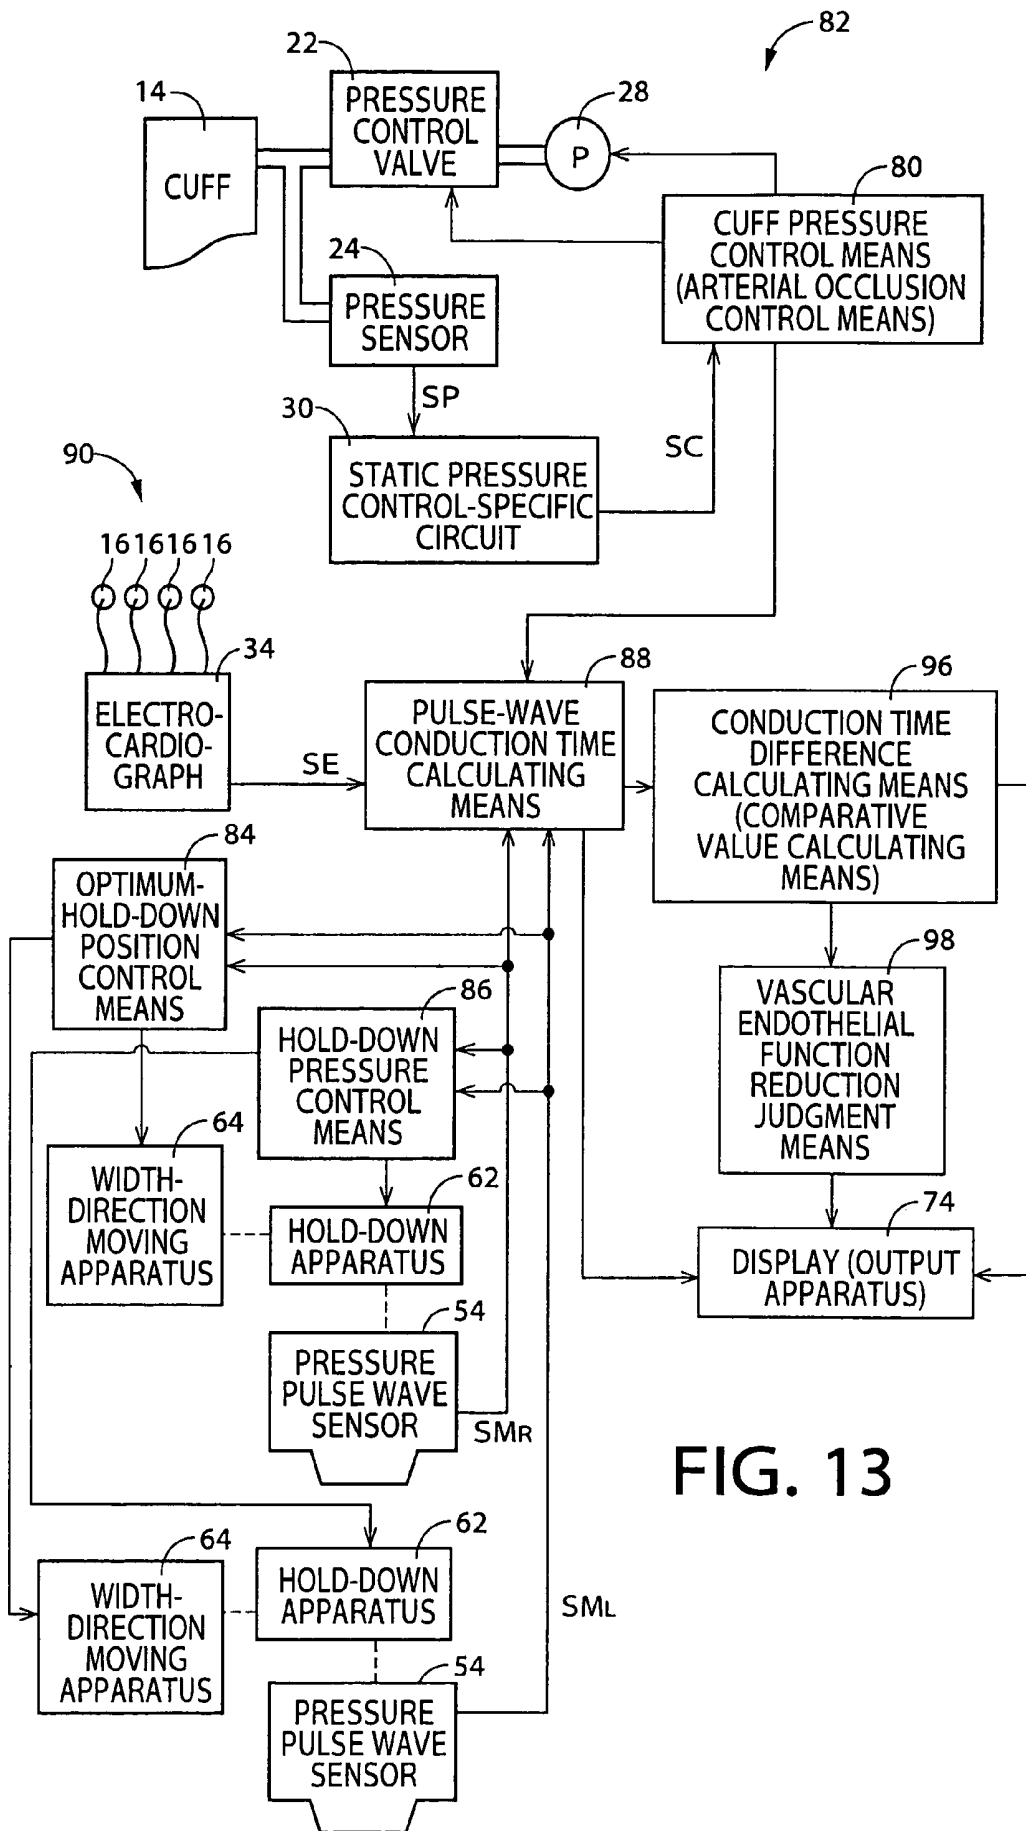 82
22
14
PRESSURE
CONTROL
VALVE
28
P
CUFF
80
CUFF PRESSURE
CONTROL MEANS
(ARTERIAL OCCLUSION
CONTROL MEANS)
24
PRESSURE
SENSOR
SP
30
SC
STATIC PRESSURE
CONTROL-SPECIFIC
CIRCUIT
90
16 16 16 16
34
ELECTRO-
CARDIO-
GRAPH
SE
88
PULSE-WAVE
CONDUCTION TIME
CALCULATING
MEANS
96
CONDUCTION TIME
DIFFERENCE
CALCULATING MEANS
(COMPARATIVE
VALUE CALCULATING
MEANS)
84
OPTIMUM-
HOLD-DOWN
POSITION
CONTROL
MEANS
86
HOLD-DOWN
PRESSURE
CONTROL
MEANS
98
VASCULAR
ENDOTHELIAL
FUNCTION
REDUCTION
JUDGMENT
MEANS
64
WIDTH-
DIRECTION
MOVING
APPARATUS
62
HOLD-DOWN
APPARATUS
74
DISPLAY (OUTPUT
APPARATUS)
54
PRESSURE
PULSE WAVE
SENSOR
SMR
FIG. 13
64
WIDTH-
DIRECTION
MOVING
APPARATUS
62
HOLD-DOWN
APPARATUS
SML
54
PRESSURE
PULSE WAVE
SENSOR